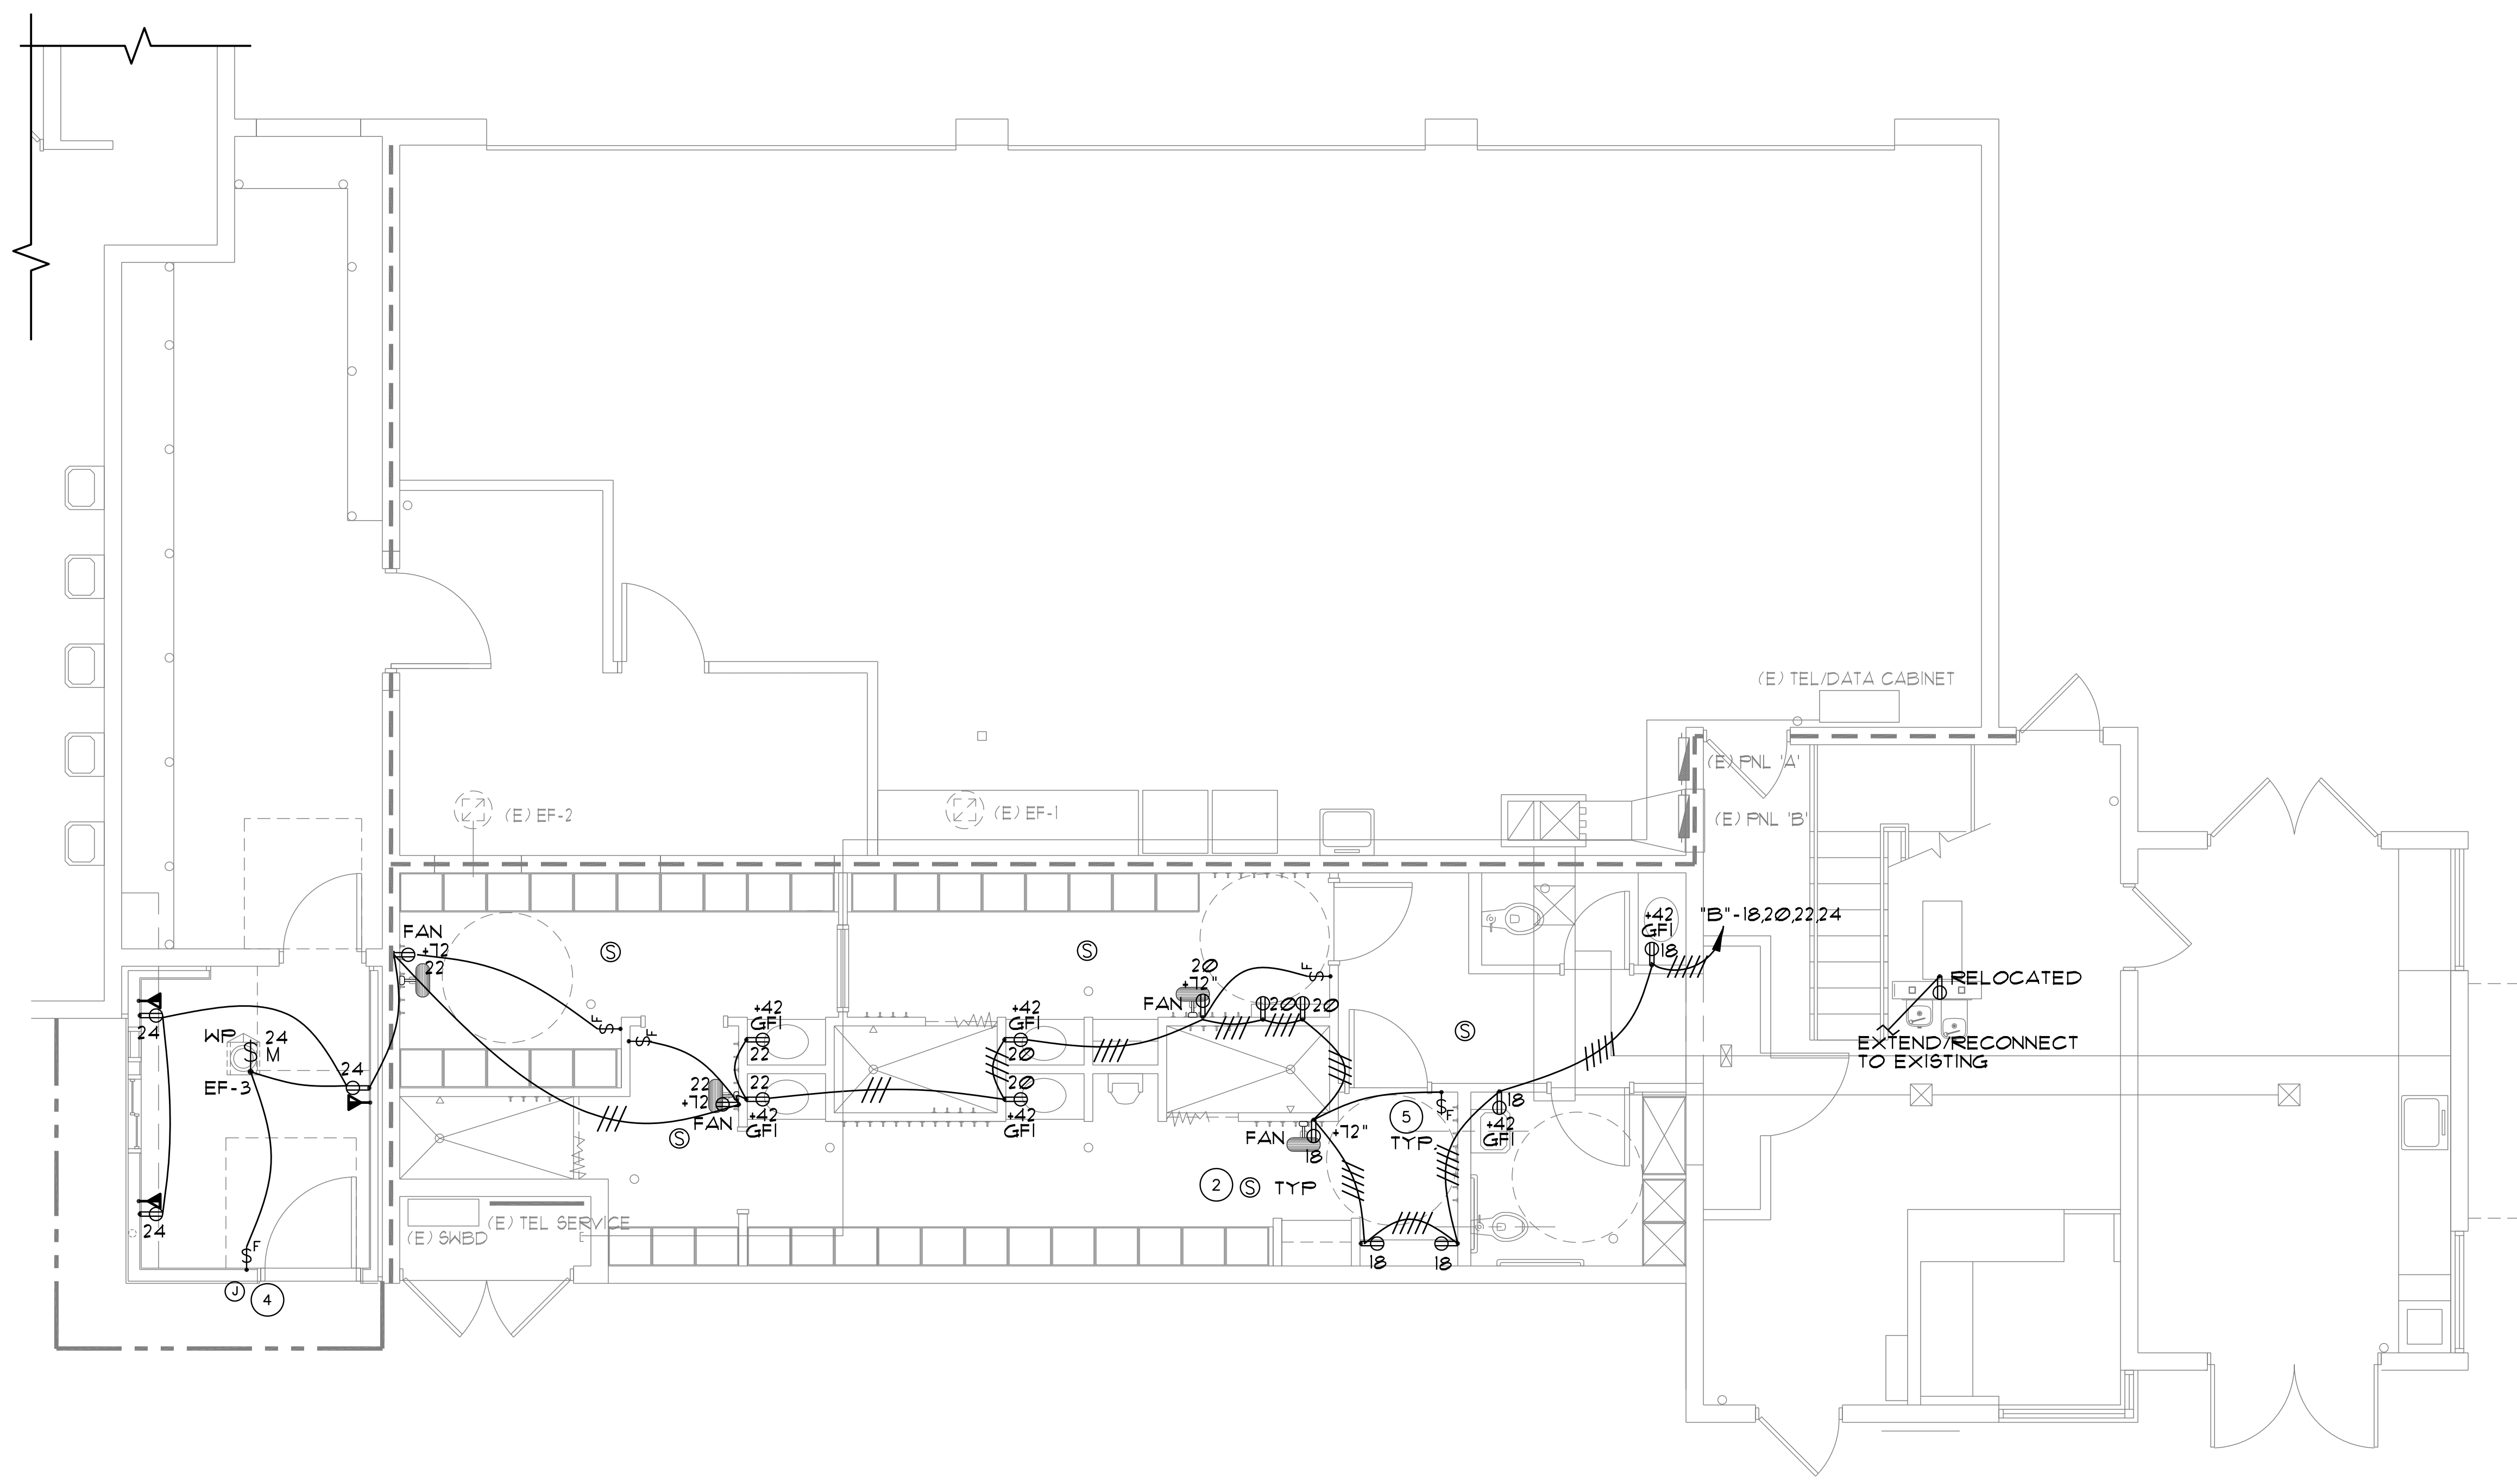 (E) TEL/DATA CABINET
(E) PNL 'A'
(E) EF-2
(E) EF-1
(E) PNL 'B'
+42
GFI
18
"B"-18,20,22,24
FAN
+72
22
S
S
20
+72"
FAN
20
20
$F
RELOCATED
24
WP
24
$M
EF-3
24
$F
$F
+42
GFI
22
+42
GFI
20
S
EXTEND/RECONNECT
TO EXISTING
22
+72
FAN
S
22
+42
GFI
20
+42
GFI
FAN
+72"
18
5
TYP.
$F
18
+42
GFI
2
S
TYP
24
$F
(E) SWBD
(E) TEL SERVICE
18
18
J
4